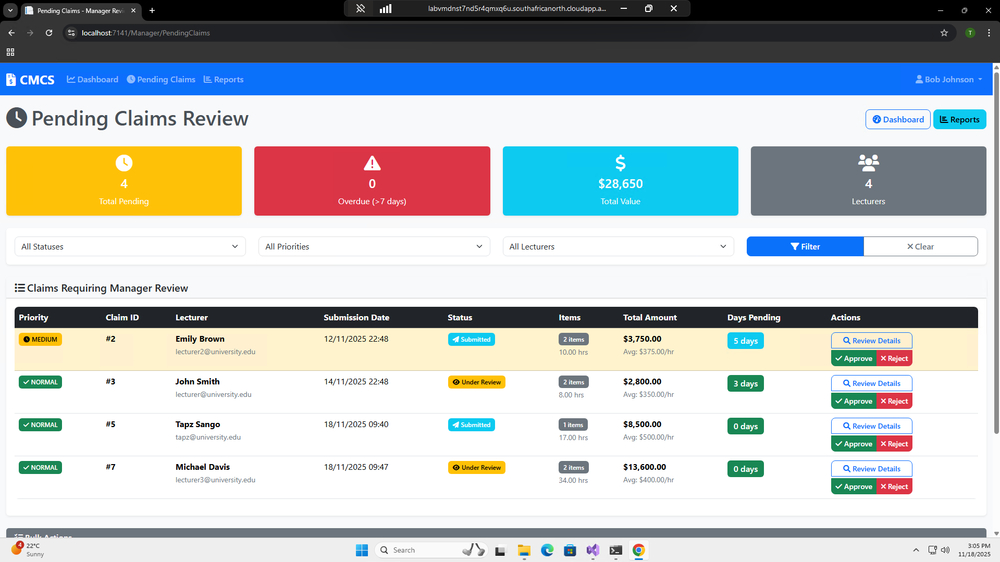 Pending Claims - Manager Revi
labvmdnst7nd5r4qmxq6u.southafricanorth.cloudapp.a...
localhost:7141/Manager/PendingClaims
T
CMCS Dashboard Pending Claims Reports Bob Johnson
Pending Claims Review
Dashboard Reports
4
Total Pending
0
Overdue (>7 days)
$28,650
Total Value
4
Lecturers
All Statuses All Priorities All Lecturers Filter Clear
Claims Requiring Manager Review
Priority Claim ID Lecturer Submission Date Status Items Total Amount Days Pending Actions
MEDIUM #2 Emily Brown 12/11/2025 22:48 Submitted 2 items $3,750.00 5 days Review Details
lecturer2@university.edu 10.00 hrs Avg: $375.00/hr Approve Reject
NORMAL #3 John Smith 14/11/2025 22:48 Under Review 2 items $2,800.00 3 days Review Details
lecturer@university.edu 8.00 hrs Avg: $350.00/hr Approve Reject
NORMAL #5 Tapz Sango 18/11/2025 09:40 Submitted 1 items $8,500.00 0 days Review Details
tapz@university.edu 17.00 hrs Avg: $500.00/hr Approve Reject
NORMAL #7 Michael Davis 18/11/2025 09:47 Under Review 2 items $13,600.00 0 days Review Details
lecturer3@university.edu 34.00 hrs Avg: $400.00/hr Approve Reject
Bulk Actions
4 22°C
Sunny
Search
3:05 PM
11/18/2025